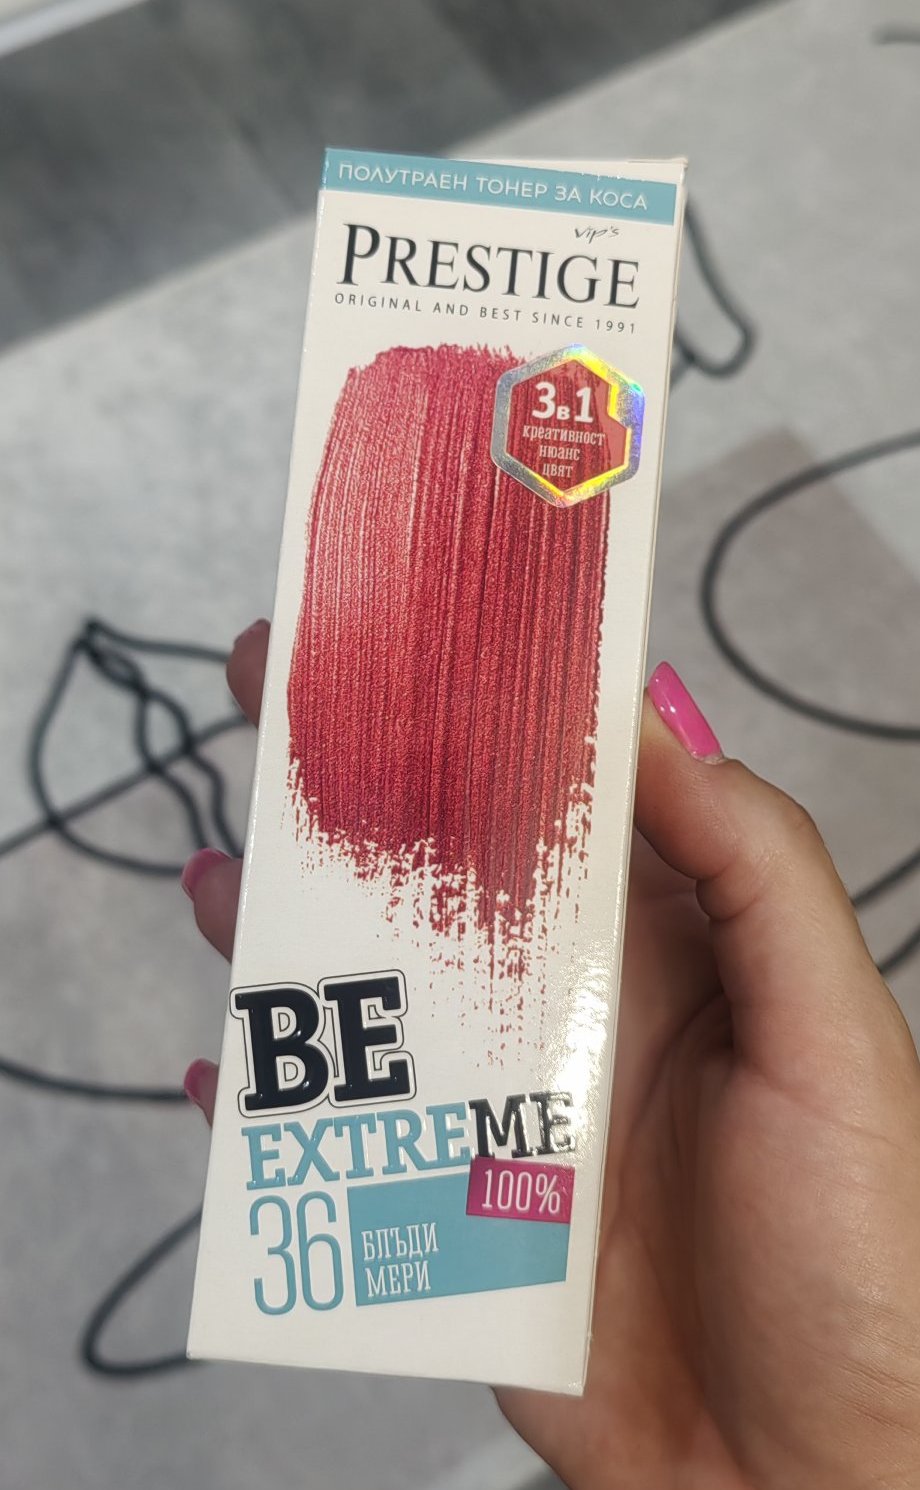 ПОЛУТРАЕН ТОНЕР ЗА КОСА
vip's
PRESTIGE
ORIGINAL AND BEST SINCE 1991
3в1
креативност
нюанс
цвят
BE
EXTREME
100%
36
БЛЪДИ
МЕРИ